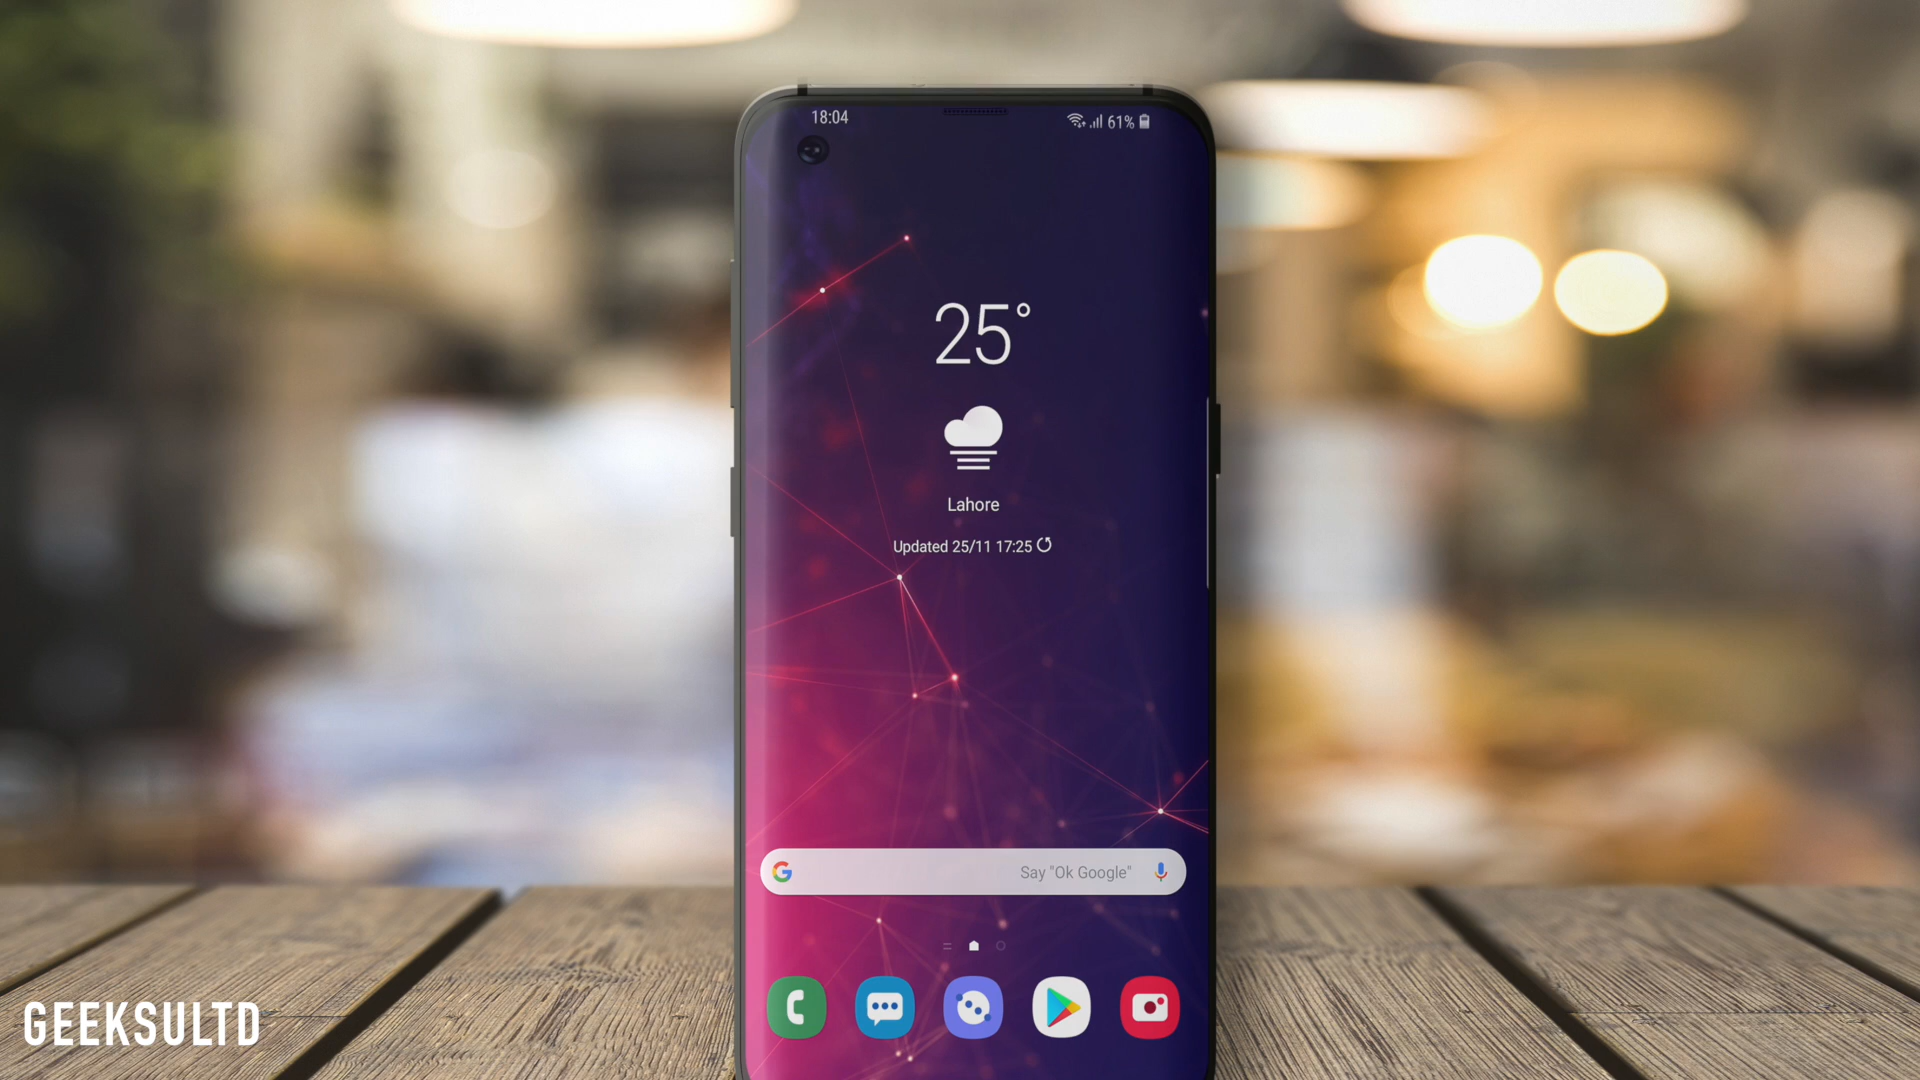 18:04
61%
25°
Lahore
Updated 25/11 17:25
Say "Ok Google"
GEEKSULTD